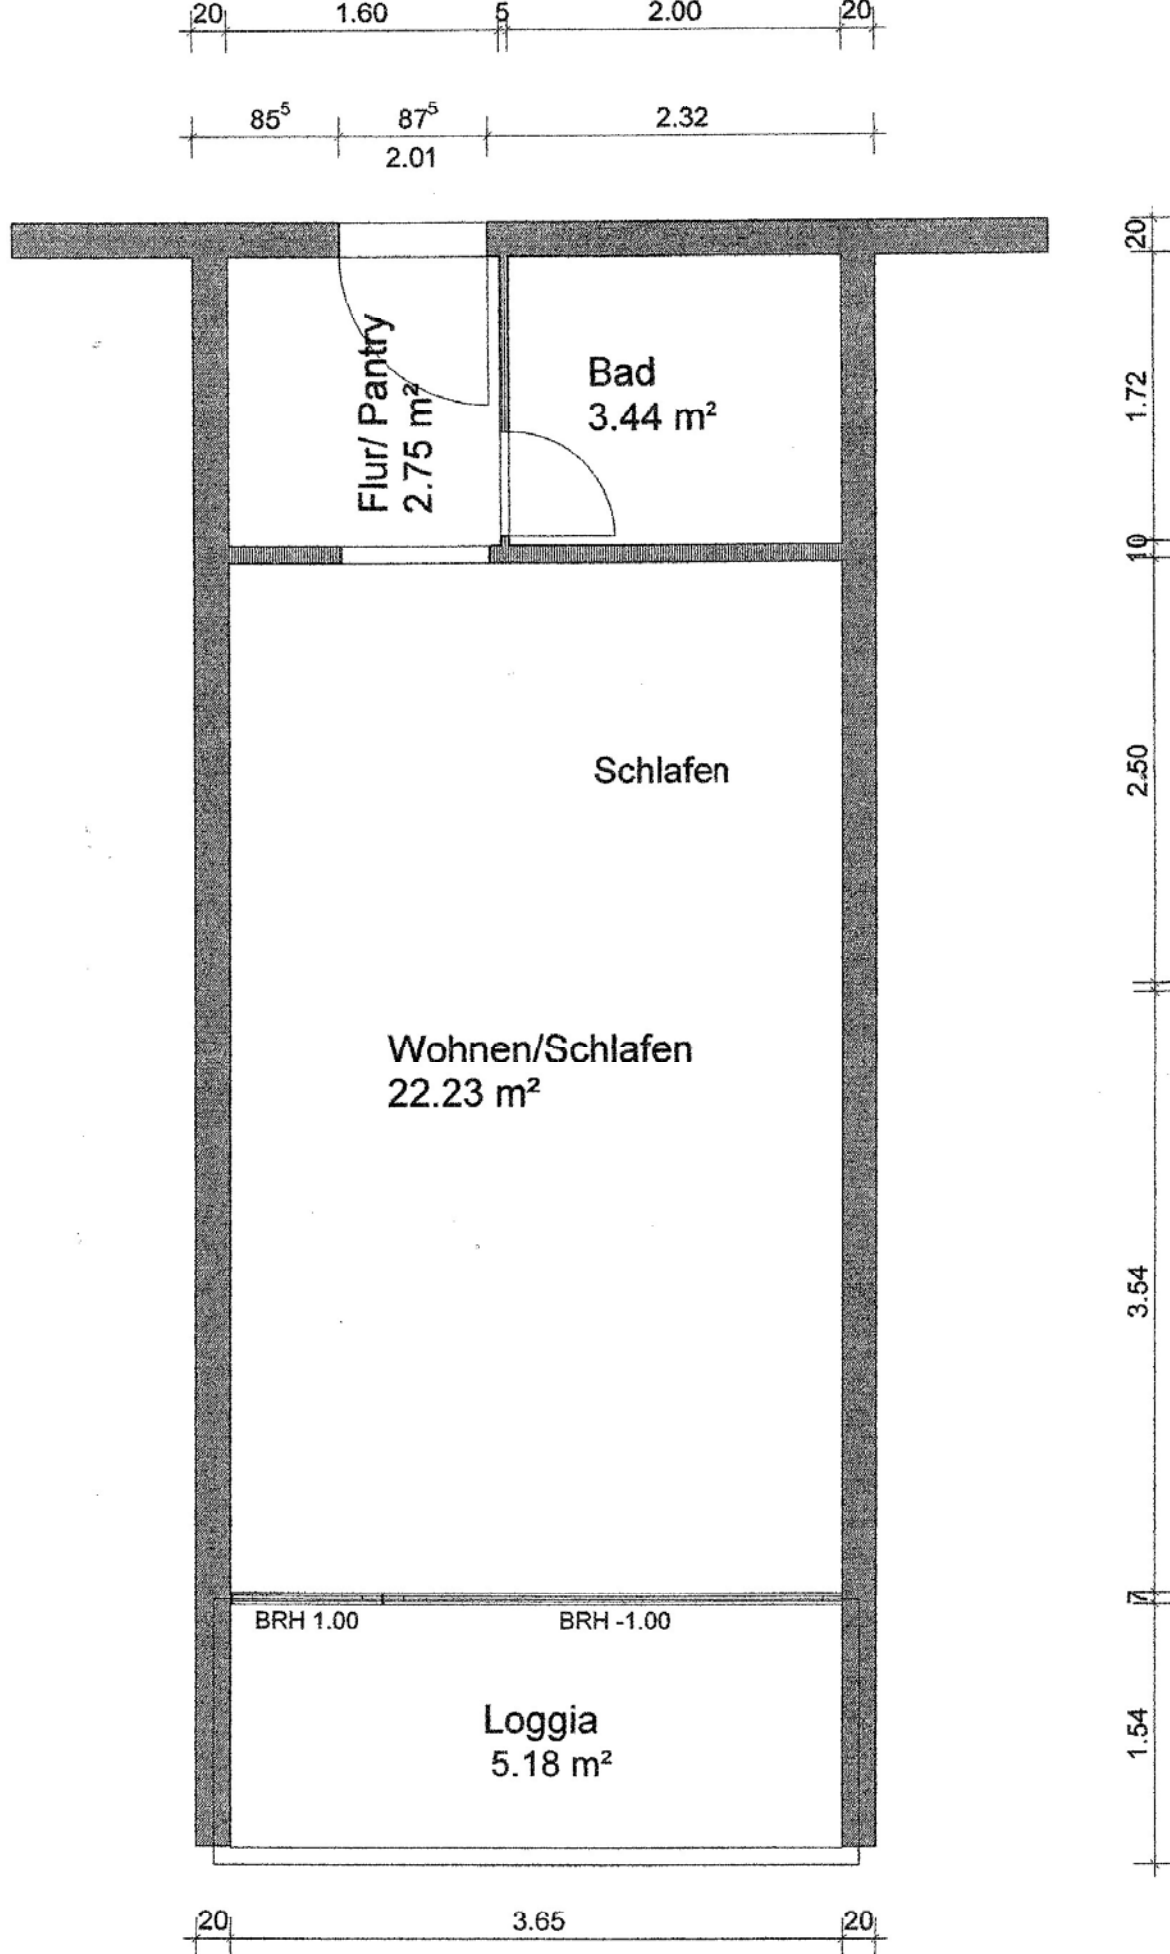 20 1.60 5 2.00 20
85⁵ 87⁵ 2.32
2.01
20
Flur/ Pantry
2.75 m²
Bad
3.44 m²
1.72
10
Schlafen
2.50
Wohnen/Schlafen
22.23 m²
3.54
7
BRH 1.00 BRH -1.00
Loggia
5.18 m²
1.54
20 3.65 20